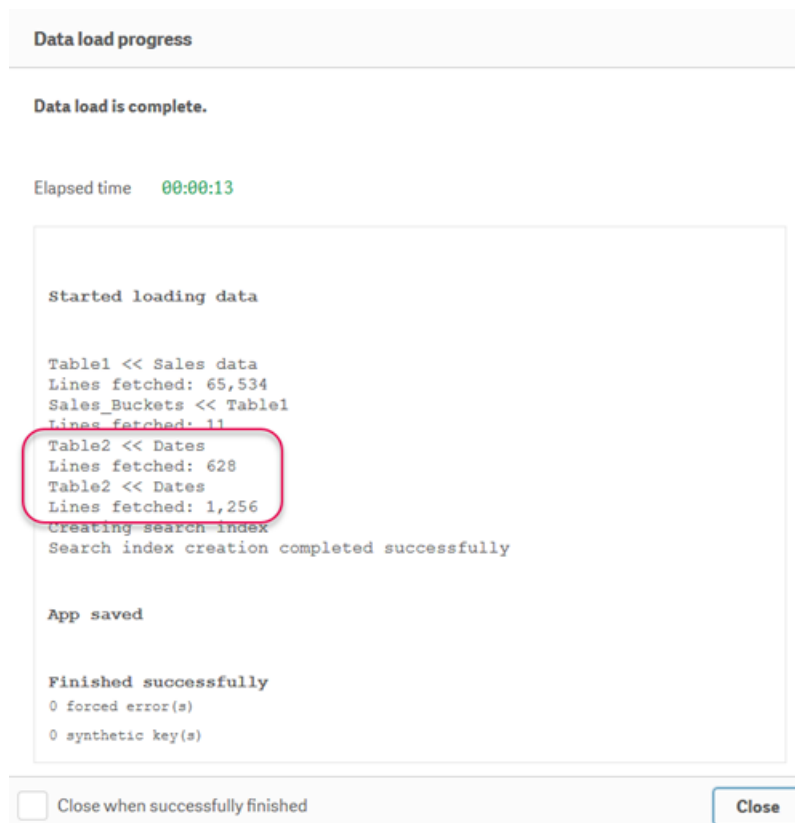 Data load progress
Data load is complete.
Elapsed time 00:00:13
Started loading data
Table1 << Sales data
Lines fetched: 65,534
Sales_Buckets << Table1
Lines fetched: 11
Table2 << Dates
Lines fetched: 628
Table2 << Dates
Lines fetched: 1,256
Creating search index
Search index creation completed successfully
App saved
Finished successfully
0 forced error(s)
0 synthetic key(s)
Close when successfully finished
Close